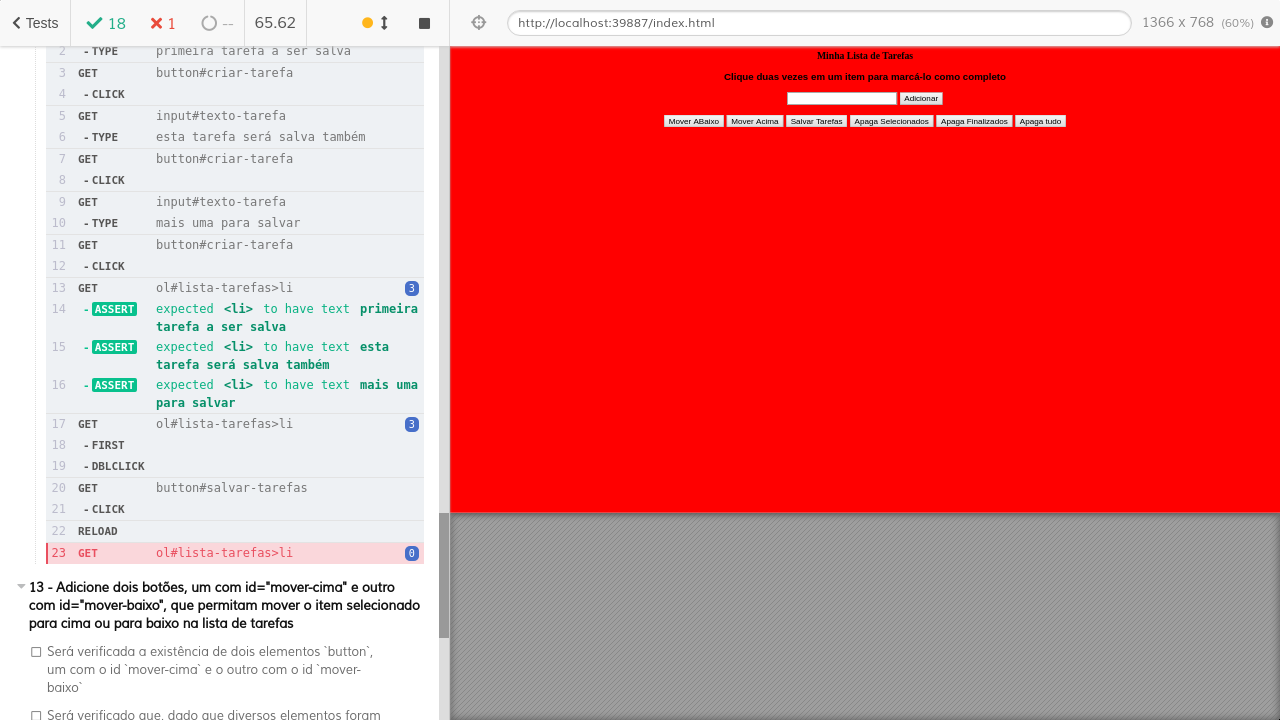 Tests 18 1 -- 65.62 http://localhost:39887/index.html 1366 x 768 (60%)
2 -TYPE primeira tarefa a ser salva
3 GET button#criar-tarefa
4 -CLICK
5 GET input#texto-tarefa
6 -TYPE esta tarefa será salva também
7 GET button#criar-tarefa
8 -CLICK
9 GET input#texto-tarefa
10 -TYPE mais uma para salvar
11 GET button#criar-tarefa
12 -CLICK
13 GET ol#lista-tarefas>li 3
14 -ASSERT expected <li> to have text primeira
tarefa a ser salva
15 -ASSERT expected <li> to have text esta
tarefa será salva também
16 -ASSERT expected <li> to have text mais uma
para salvar
17 GET ol#lista-tarefas>li 3
18 -FIRST
19 -DBLCLICK
20 GET button#salvar-tarefas
21 -CLICK
22 RELOAD
23 GET ol#lista-tarefas>li 0
13 - Adicione dois botões, um com id="mover-cima" e outro
com id="mover-baixo", que permitam mover o item selecionado
para cima ou para baixo na lista de tarefas
Será verificada a existência de dois elementos `button`,
um com o id `mover-cima` e o outro com o id `mover-
baixo`
Será verificado que, dado que diversos elementos foram
Minha Lista de Tarefas
Clique duas vezes em um item para marcá-lo como completo
Adicionar
Mover ABaixo Mover Acima Salvar Tarefas Apaga Selecionados Apaga Finalizados Apaga tudo